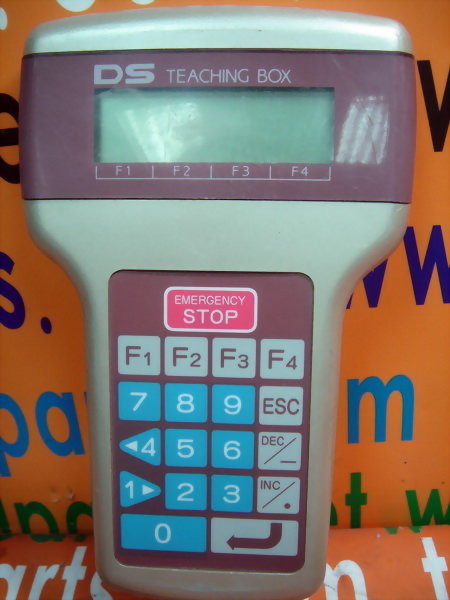 DS TEACHING BOX
F1 F2 F3 F4
EMERGENCY
STOP
F1 F2 F3 F4
7 8 9 ESC
◄4 5 6 DEC/–
1► 2 3 INC/.
0